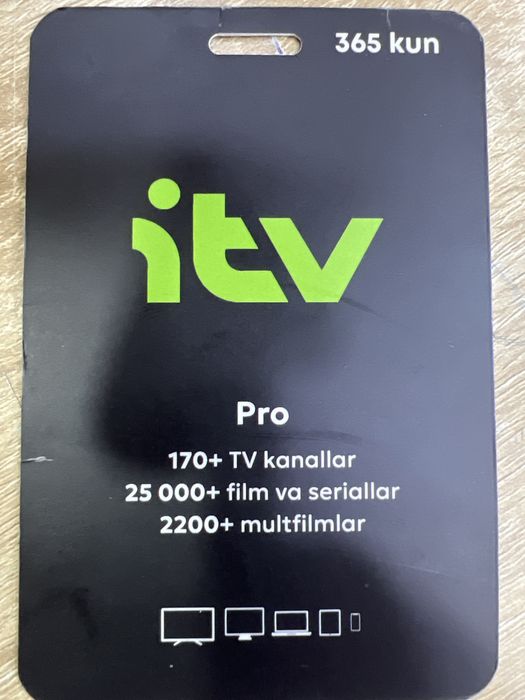 365 kun
itv
Pro
170+ TV kanallar
25 000+ film va seriallar
2200+ multfilmlar